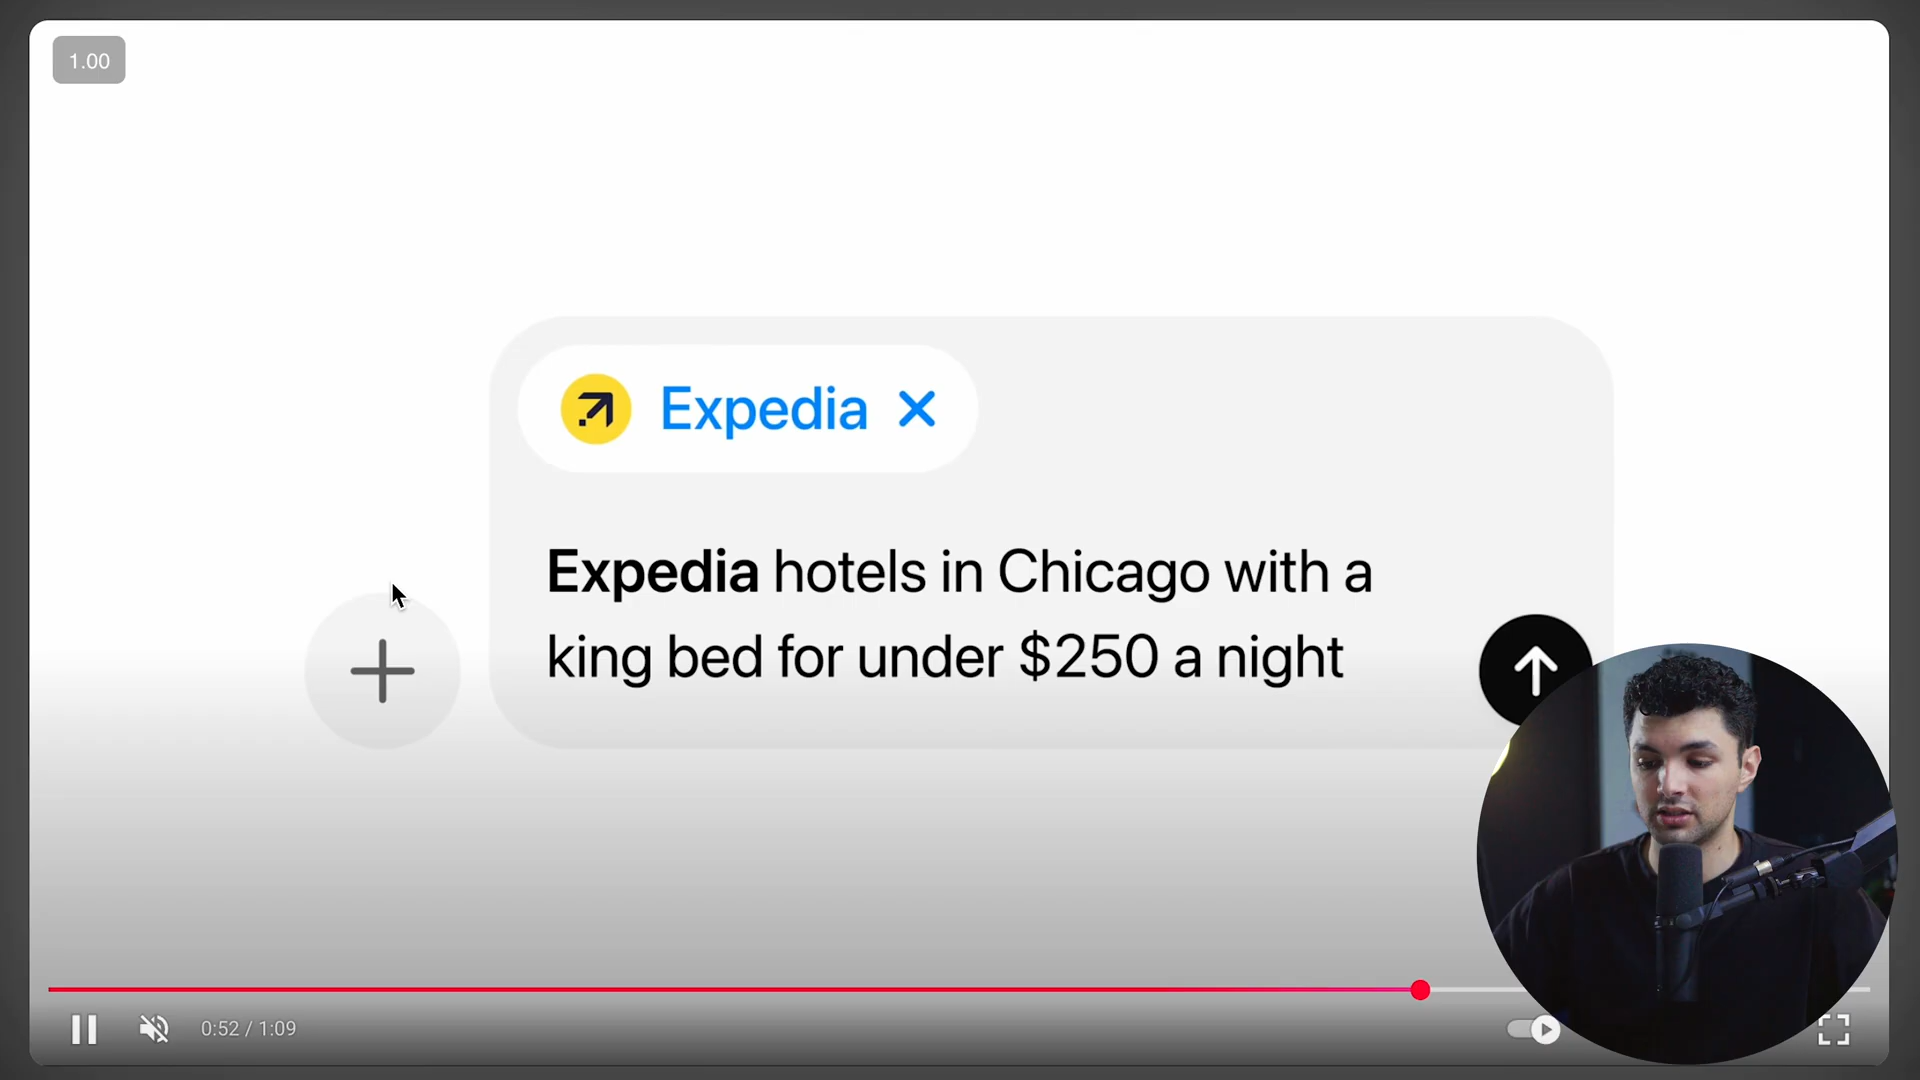 1.00
Expedia
Expedia hotels in Chicago with a
king bed for under $250 a night
0:52 / 1:09